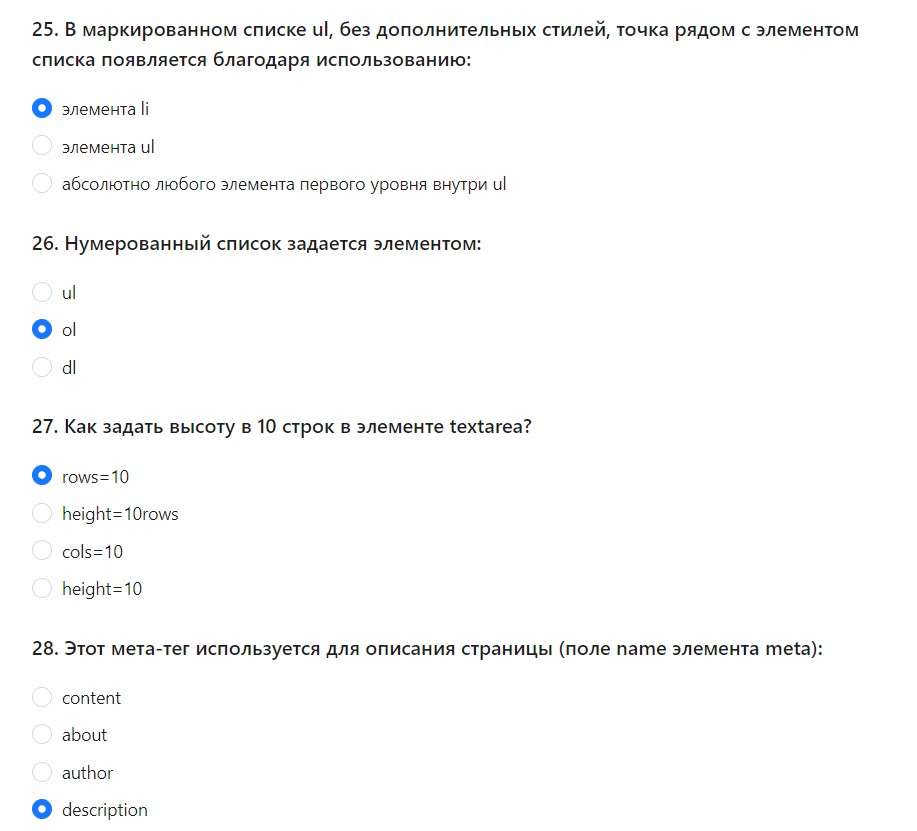 25. В маркированном списке ul, без дополнительных стилей, точка рядом с элементом
списка появляется благодаря использованию:
элемента li
элемента ul
абсолютно любого элемента первого уровня внутри ul
26. Нумерованный список задается элементом:
ul
ol
dl
27. Как задать высоту в 10 строк в элементе textarea?
rows=10
height=10rows
cols=10
height=10
28. Этот мета-тег используется для описания страницы (поле name элемента meta):
content
about
author
description